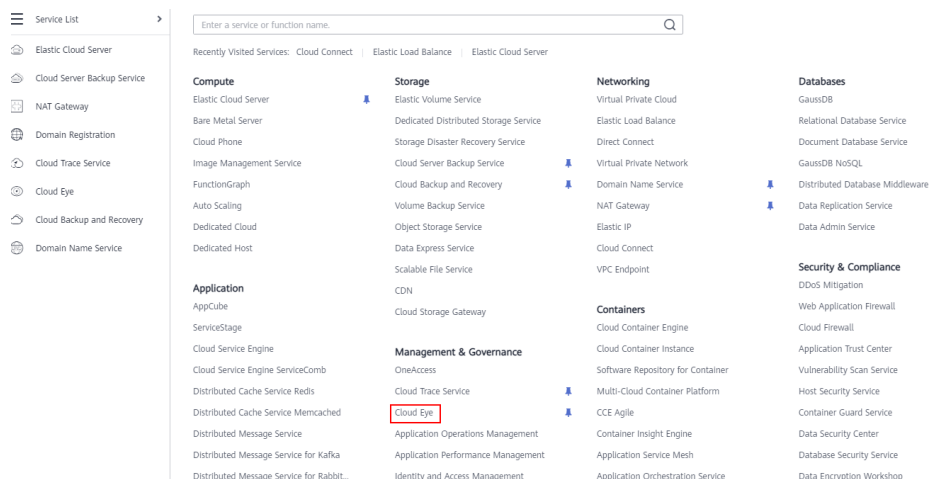 Service List
Elastic Cloud Server
Cloud Server Backup Service
NAT Gateway
Domain Registration
Cloud Trace Service
Cloud Eye
Cloud Backup and Recovery
Domain Name Service
Enter a service or function name.
Recently Visited Services: Cloud Connect | Elastic Load Balance | Elastic Cloud Server
Compute
Elastic Cloud Server
Bare Metal Server
Cloud Phone
Image Management Service
FunctionGraph
Auto Scaling
Dedicated Cloud
Dedicated Host
Application
AppCube
ServiceStage
Cloud Service Engine
Cloud Service Engine ServiceComb
Distributed Cache Service Redis
Distributed Cache Service Memcached
Distributed Message Service
Distributed Message Service for Kafka
Distributed Message Service for Rabbit...
Storage
Elastic Volume Service
Dedicated Distributed Storage Service
Storage Disaster Recovery Service
Cloud Server Backup Service
Cloud Backup and Recovery
Volume Backup Service
Object Storage Service
Data Express Service
Scalable File Service
CDN
Cloud Storage Gateway
Management & Governance
OneAccess
Cloud Trace Service
Cloud Eye
Application Operations Management
Application Performance Management
Identity and Access Management
Networking
Virtual Private Cloud
Elastic Load Balance
Direct Connect
Virtual Private Network
Domain Name Service
NAT Gateway
Elastic IP
Cloud Connect
VPC Endpoint
Containers
Cloud Container Engine
Cloud Container Instance
Software Repository for Container
Multi-Cloud Container Platform
CCE Agile
Container Insight Engine
Application Service Mesh
Application Orchestration Service
Databases
GaussDB
Relational Database Service
Document Database Service
GaussDB NoSQL
Distributed Database Middleware
Data Replication Service
Data Admin Service
Security & Compliance
DDoS Mitigation
Web Application Firewall
Cloud Firewall
Application Trust Center
Vulnerability Scan Service
Host Security Service
Container Guard Service
Data Security Center
Database Security Service
Data Encryption Workshop